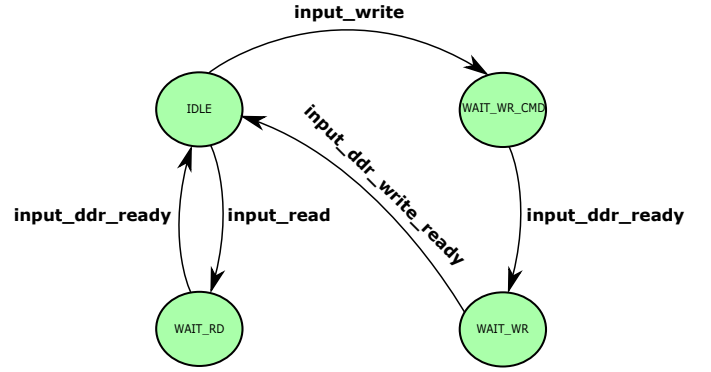 input_write
IDLE
WAIT_WR_CMD
input_ddr_write_ready
input_ddr_ready
input_read
input_ddr_ready
WAIT_RD
WAIT_WR